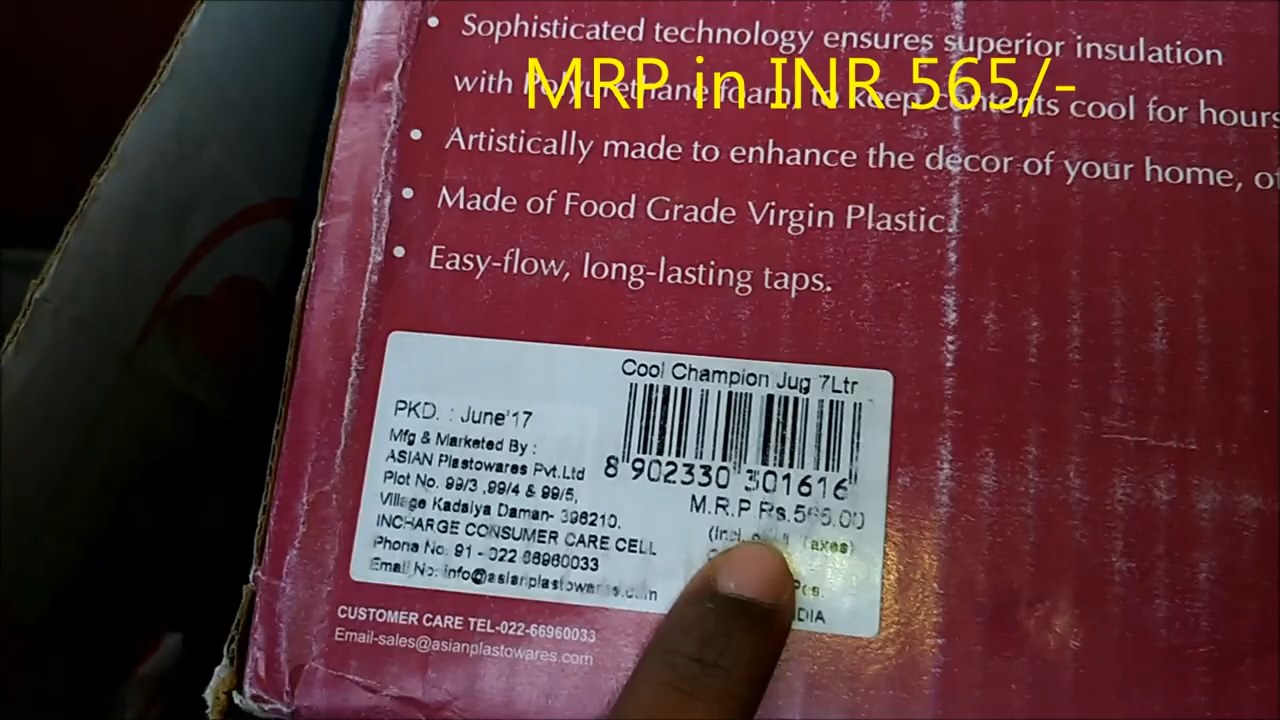 • Sophisticated technology ensures superior insulation
MRP in INR 565/-
with Polyurethane foam, to keep contents cool for hours
• Artistically made to enhance the decor of your home, of
• Made of Food Grade Virgin Plastic.
• Easy-flow, long-lasting taps.
Cool Champion Jug 7Ltr
8 902330 301616
PKD. : June'17
Mfg & Marketed By :
ASIAN Plastowares Pvt.Ltd
Plot No. 99/3 ,99/4 & 99/5,
Village Kadaiya Daman- 396210.
INCHARGE CONSUMER CARE CELL
Phone No. 91 - 022 66960033
Email No: info@asianplastowares.com
M.R.P Rs.565.00
(Incl. of all Taxes)
Pcs.
CUSTOMER CARE TEL-022-66960033
Email-sales@asianplastowares.com